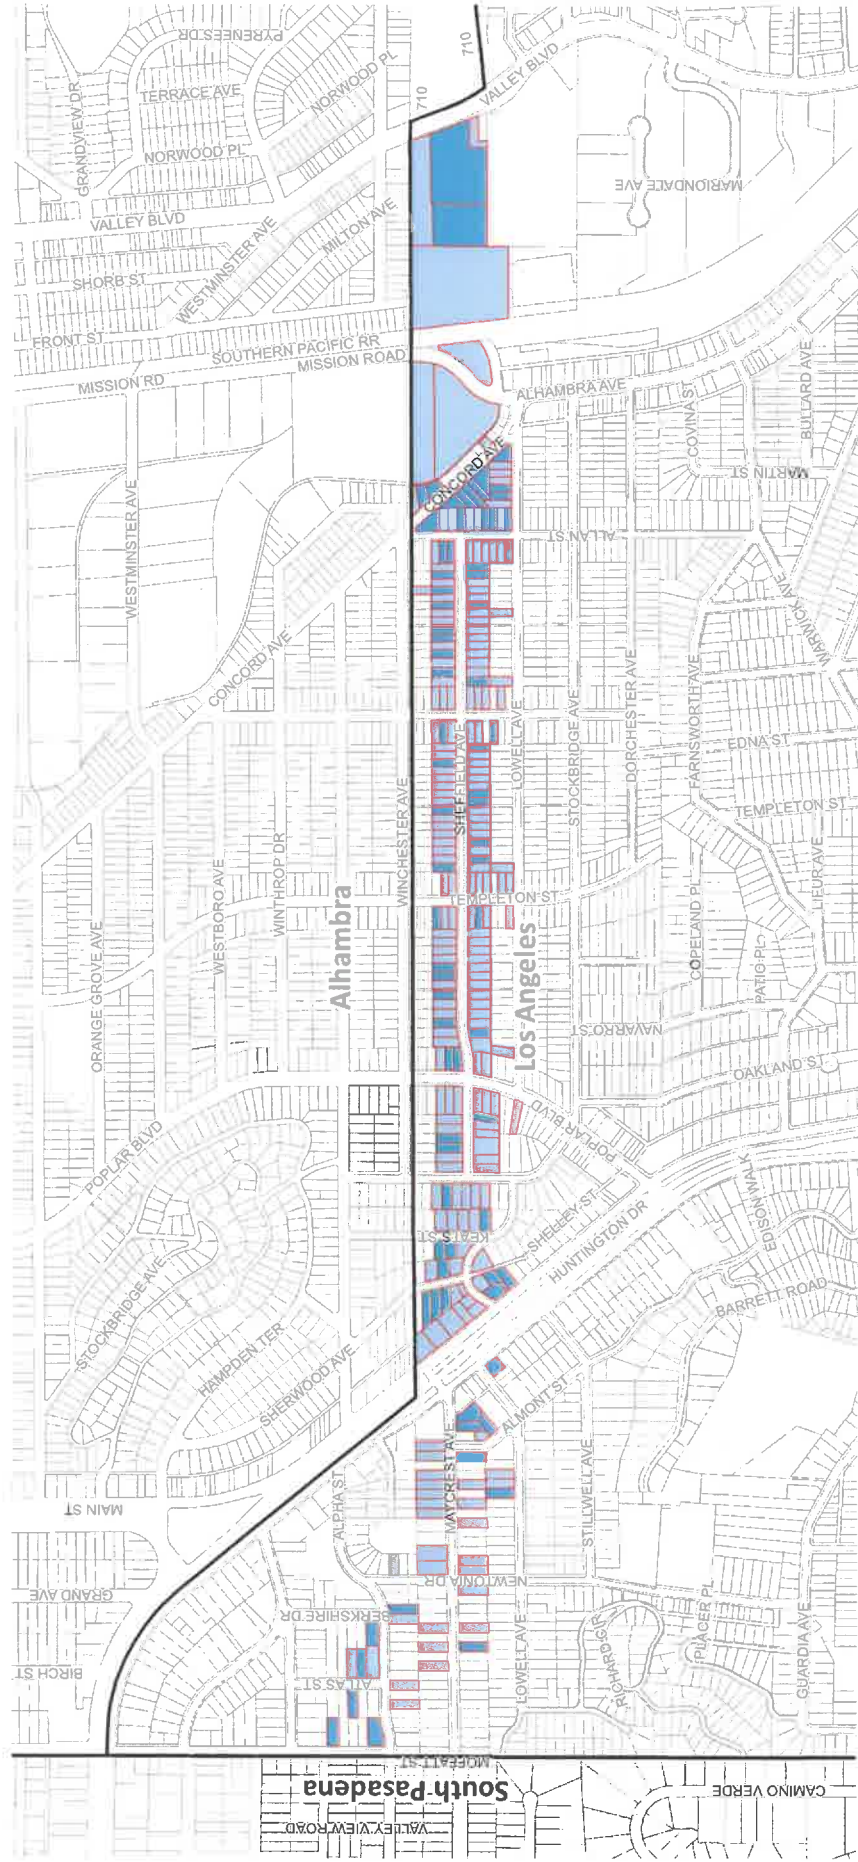 PYRENEES DR
710
710
TERRACE AVE
NORWOOD PL
VALLEY BLVD
GRANDVIEW DR
NORWOOD PL
MARIONDALE AVE
VALLEY BLVD
MILTON AVE
WESTMINSTER AVE
SHORB ST
FRONT ST
SOUTHERN PACIFIC RR
MISSION ROAD
MISSION RD
ALHAMBRA AVE
BULLARD AVE
COVINA ST
CONCORD AVE
MARTIN ST
WESTMINSTER AVE
ALLAN ST
WARWICK AVE
CONCORD AVE
DORCHESTER AVE
FARNSWORTH AVE
LOWELL AVE
STOCKBRIDGE AVE
SHEFFIELD AVE
EDNA ST
TEMPLETON ST
WINCHESTER AVE
WINTHROP DR
WESTBORO AVE
LIFUR AVE
TEMPLETON ST
Alhambra
COPELAND PL
PATIO PL
ORANGE GROVE AVE
Los Angeles
NAVARRO ST
OAKLAND ST
POPLAR BLVD
POPLAR BLVD
EDISON WALK
SHELLEY ST
KEATS ST
HUNTINGTON DR
STOCKBRIDGE AVE
BARRETT ROAD
HAMPDEN TER
SHERWOOD AVE
ALMONT ST
MAYCREST AVE
STILLWELL AVE
MAIN ST
ALPHA ST
NEWTONIA DR
GRAND AVE
BERKSHIRE DR
PLACER PL
LOWELL AVE
RICHARD CIR
GUARDIA AVE
BIRCH ST
ATLAS ST
MOFFATT ST
South Pasadena
CAMINO VERDE
VALLEY VIEW ROAD